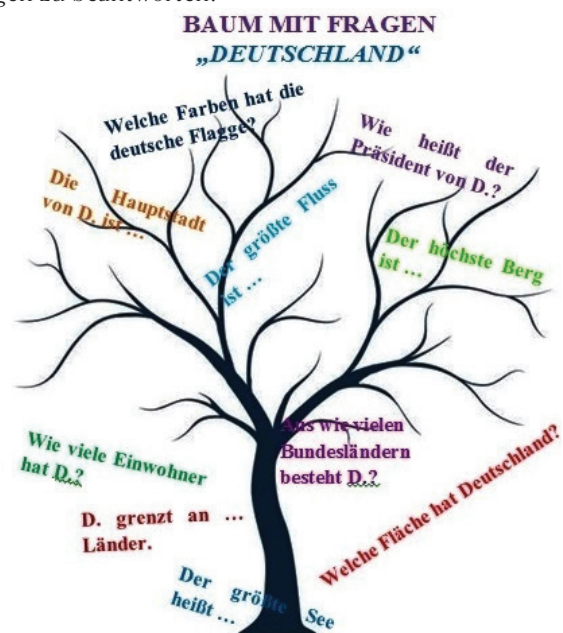 BAUM MIT FRAGEN
„DEUTSCHLAND“
Welche Farben hat die
deutsche Flagge?
Wie heißt der
Präsident von D.?
Die Hauptstadt
von D. ist ...
Der größte Fluss
ist ...
Der höchste Berg
ist ...
Aus wie vielen
Bundesländern
besteht D.?
Wie viele Einwohner
hat D.?
Welche Fläche hat Deutschland?
D. grenzt an ...
Länder.
Der größte See
heißt ...